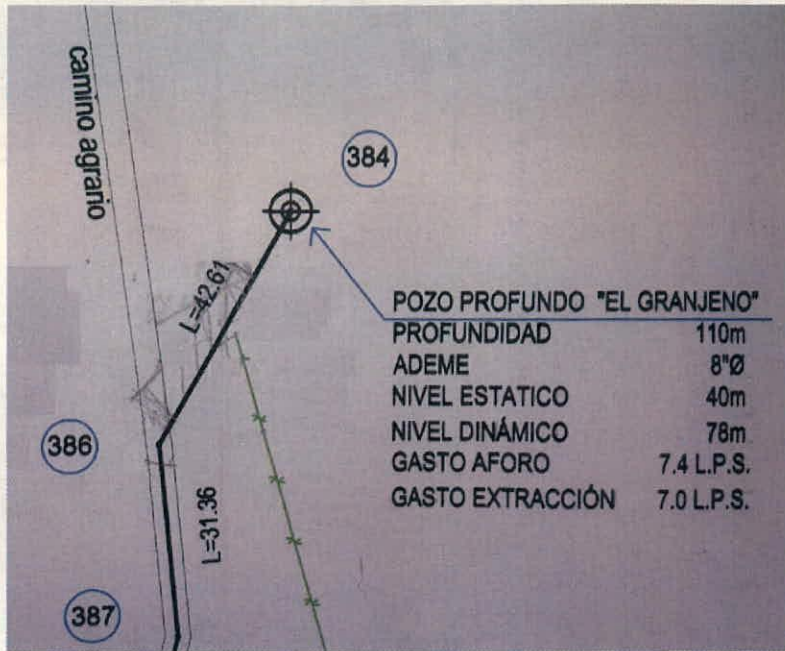 camino agrario
384
L=42.61
POZO PROFUNDO "EL GRANJENO"
PROFUNDIDAD 110m
ADEME 8"Ø
NIVEL ESTATICO 40m
NIVEL DINÁMICO 78m
GASTO AFORO 7.4 L.P.S.
GASTO EXTRACCIÓN 7.0 L.P.S.
386
L=31.36
387